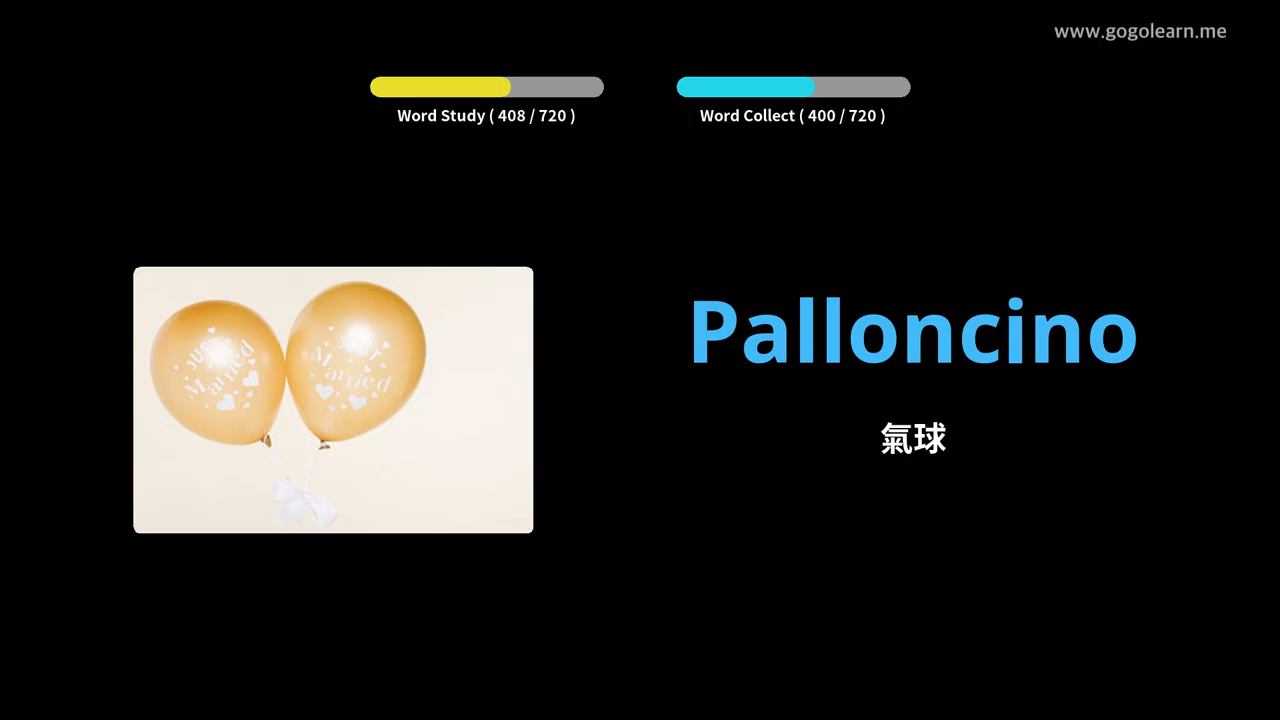 www.gogolearn.me
Word Study ( 408 / 720 )
Word Collect ( 400 / 720 )
JUST
Married
JUST
Married
Palloncino
氣球